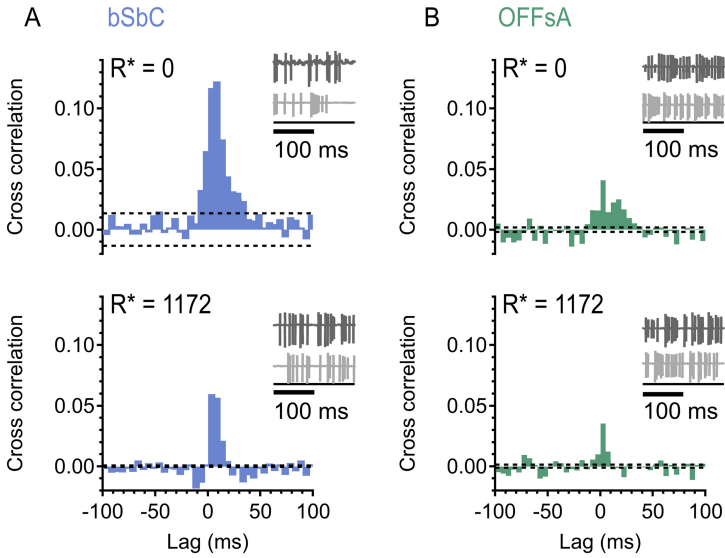 A bSbC
B OFFsA
R* = 0
100 ms
Cross correlation
0.10
0.05
0.00
R* = 0
100 ms
Cross correlation
0.10
0.05
0.00
R* = 1172
100 ms
Cross correlation
0.10
0.05
0.00
-100 -50 0 50 100
Lag (ms)
R* = 1172
100 ms
Cross correlation
0.10
0.05
0.00
-100 -50 0 50 100
Lag (ms)